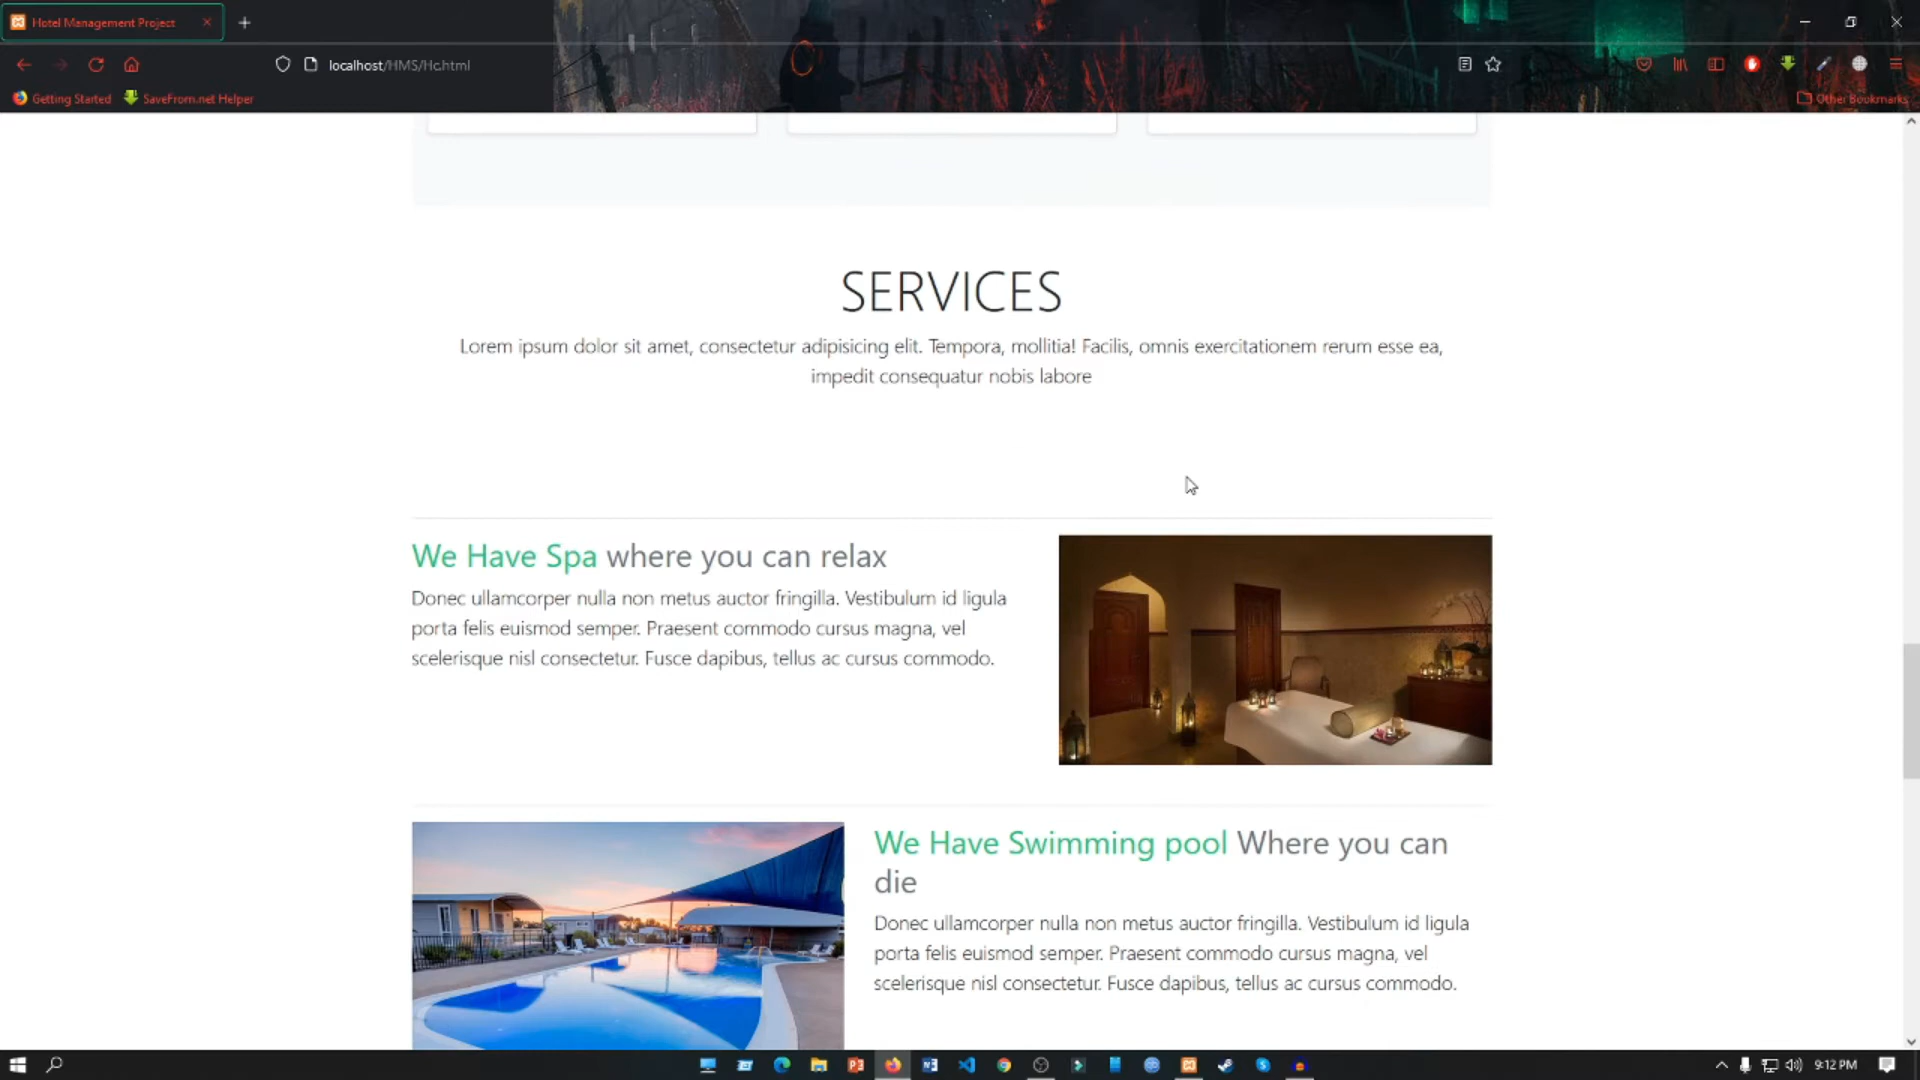 Hotel Management Project
localhost/HMS/Hc.html
Getting Started
SaveFrom.net Helper
Other Bookmarks
SERVICES
Lorem ipsum dolor sit amet, consectetur adipisicing elit. Tempora, mollitia! Facilis, omnis exercitationem rerum esse ea,
impedit consequatur nobis labore
We Have Spa where you can relax
Donec ullamcorper nulla non metus auctor fringilla. Vestibulum id ligula
porta felis euismod semper. Praesent commodo cursus magna, vel
scelerisque nisl consectetur. Fusce dapibus, tellus ac cursus commodo.
We Have Swimming pool Where you can
die
Donec ullamcorper nulla non metus auctor fringilla. Vestibulum id ligula
porta felis euismod semper. Praesent commodo cursus magna, vel
scelerisque nisl consectetur. Fusce dapibus, tellus ac cursus commodo.
9:12 PM